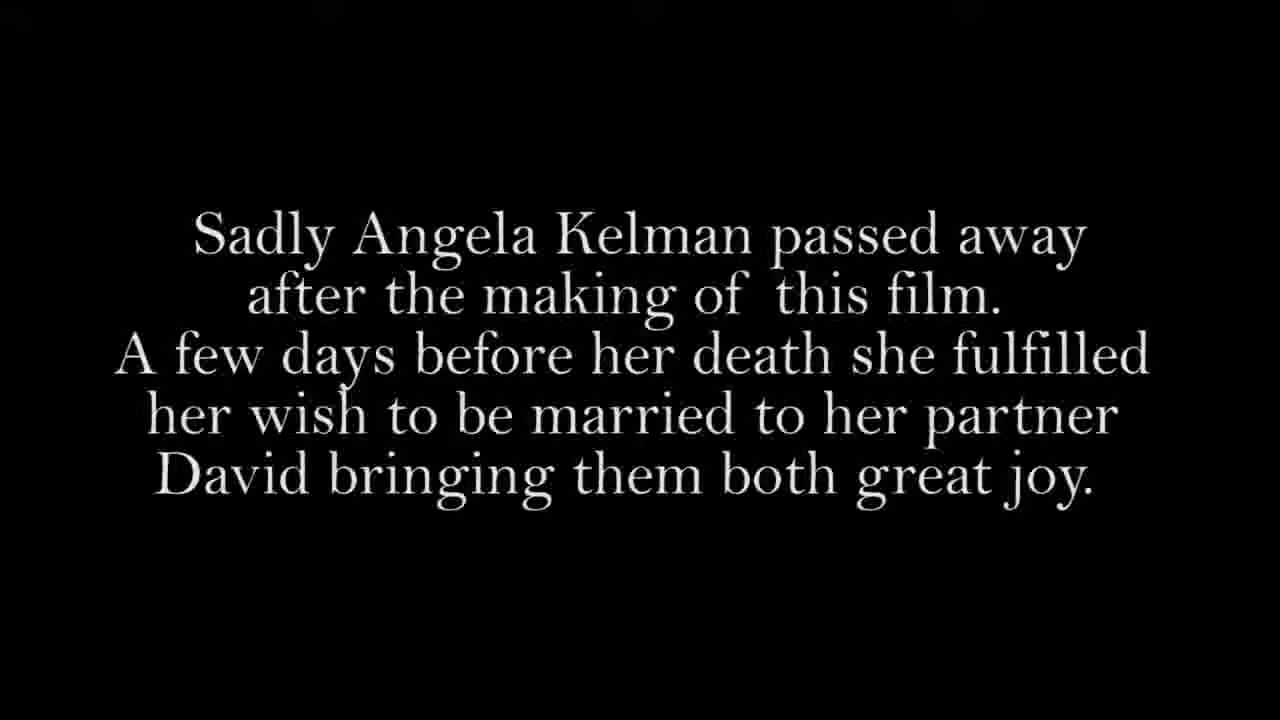 Sadly Angela Kelman passed away
after the making of this film.
A few days before her death she fulfilled
her wish to be married to her partner
David bringing them both great joy.